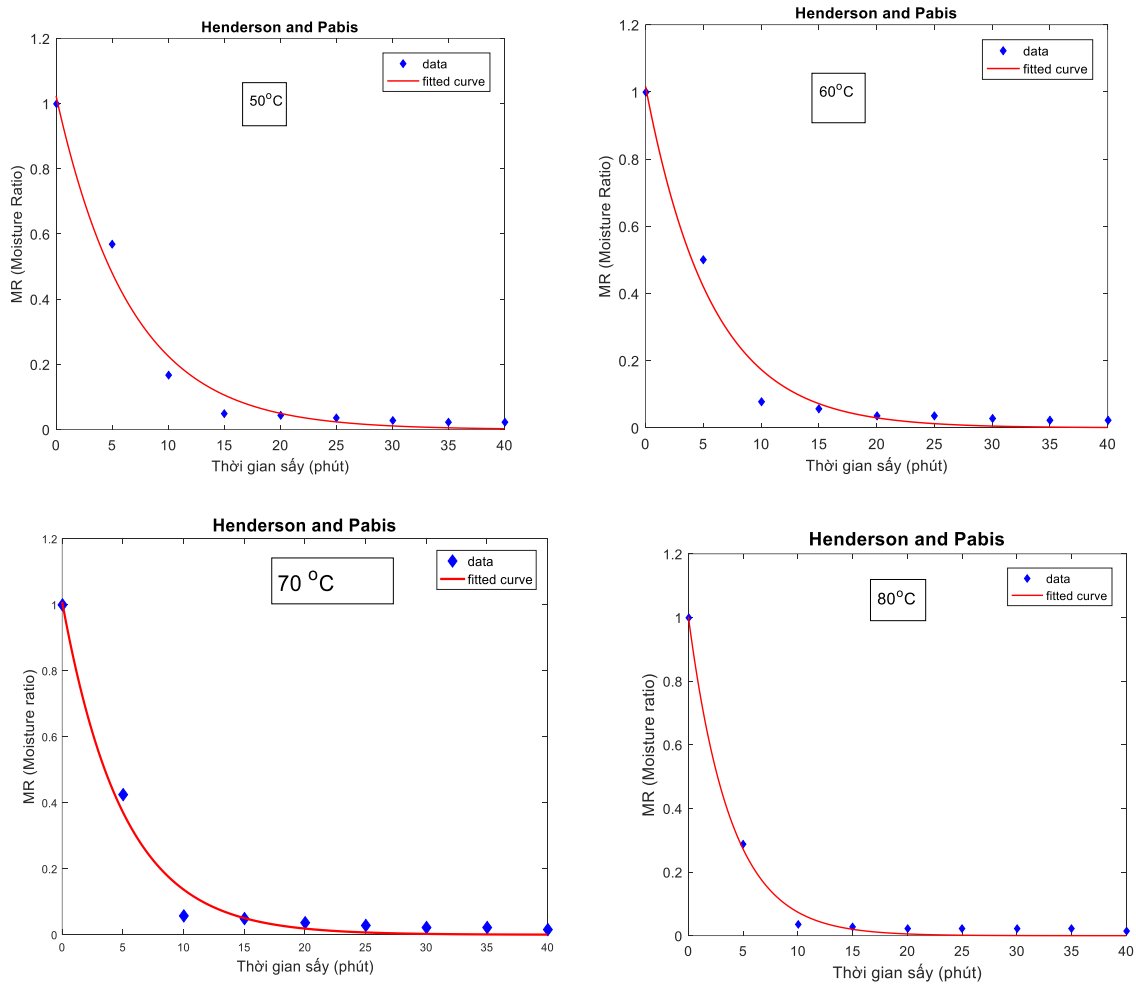 Henderson and Pabis
data
fitted curve
50°C
MR (Moisture Ratio)
1.2
1
0.8
0.6
0.4
0.2
0
0 5 10 15 20 25 30 35 40
Thời gian sấy (phút)
Henderson and Pabis
data
fitted curve
60°C
MR (Moisture Ratio)
1.2
1
0.8
0.6
0.4
0.2
0
0 5 10 15 20 25 30 35 40
Thời gian sấy (phút)
Henderson and Pabis
data
fitted curve
70 °C
MR (Moisture ratio)
1.2
1
0.8
0.6
0.4
0.2
0
0 5 10 15 20 25 30 35 40
Thời gian sấy (phút)
Henderson and Pabis
data
fitted curve
80°C
MR (Moisture ratio)
1.2
1
0.8
0.6
0.4
0.2
0
0 5 10 15 20 25 30 35 40
Thời gian sấy (phút)